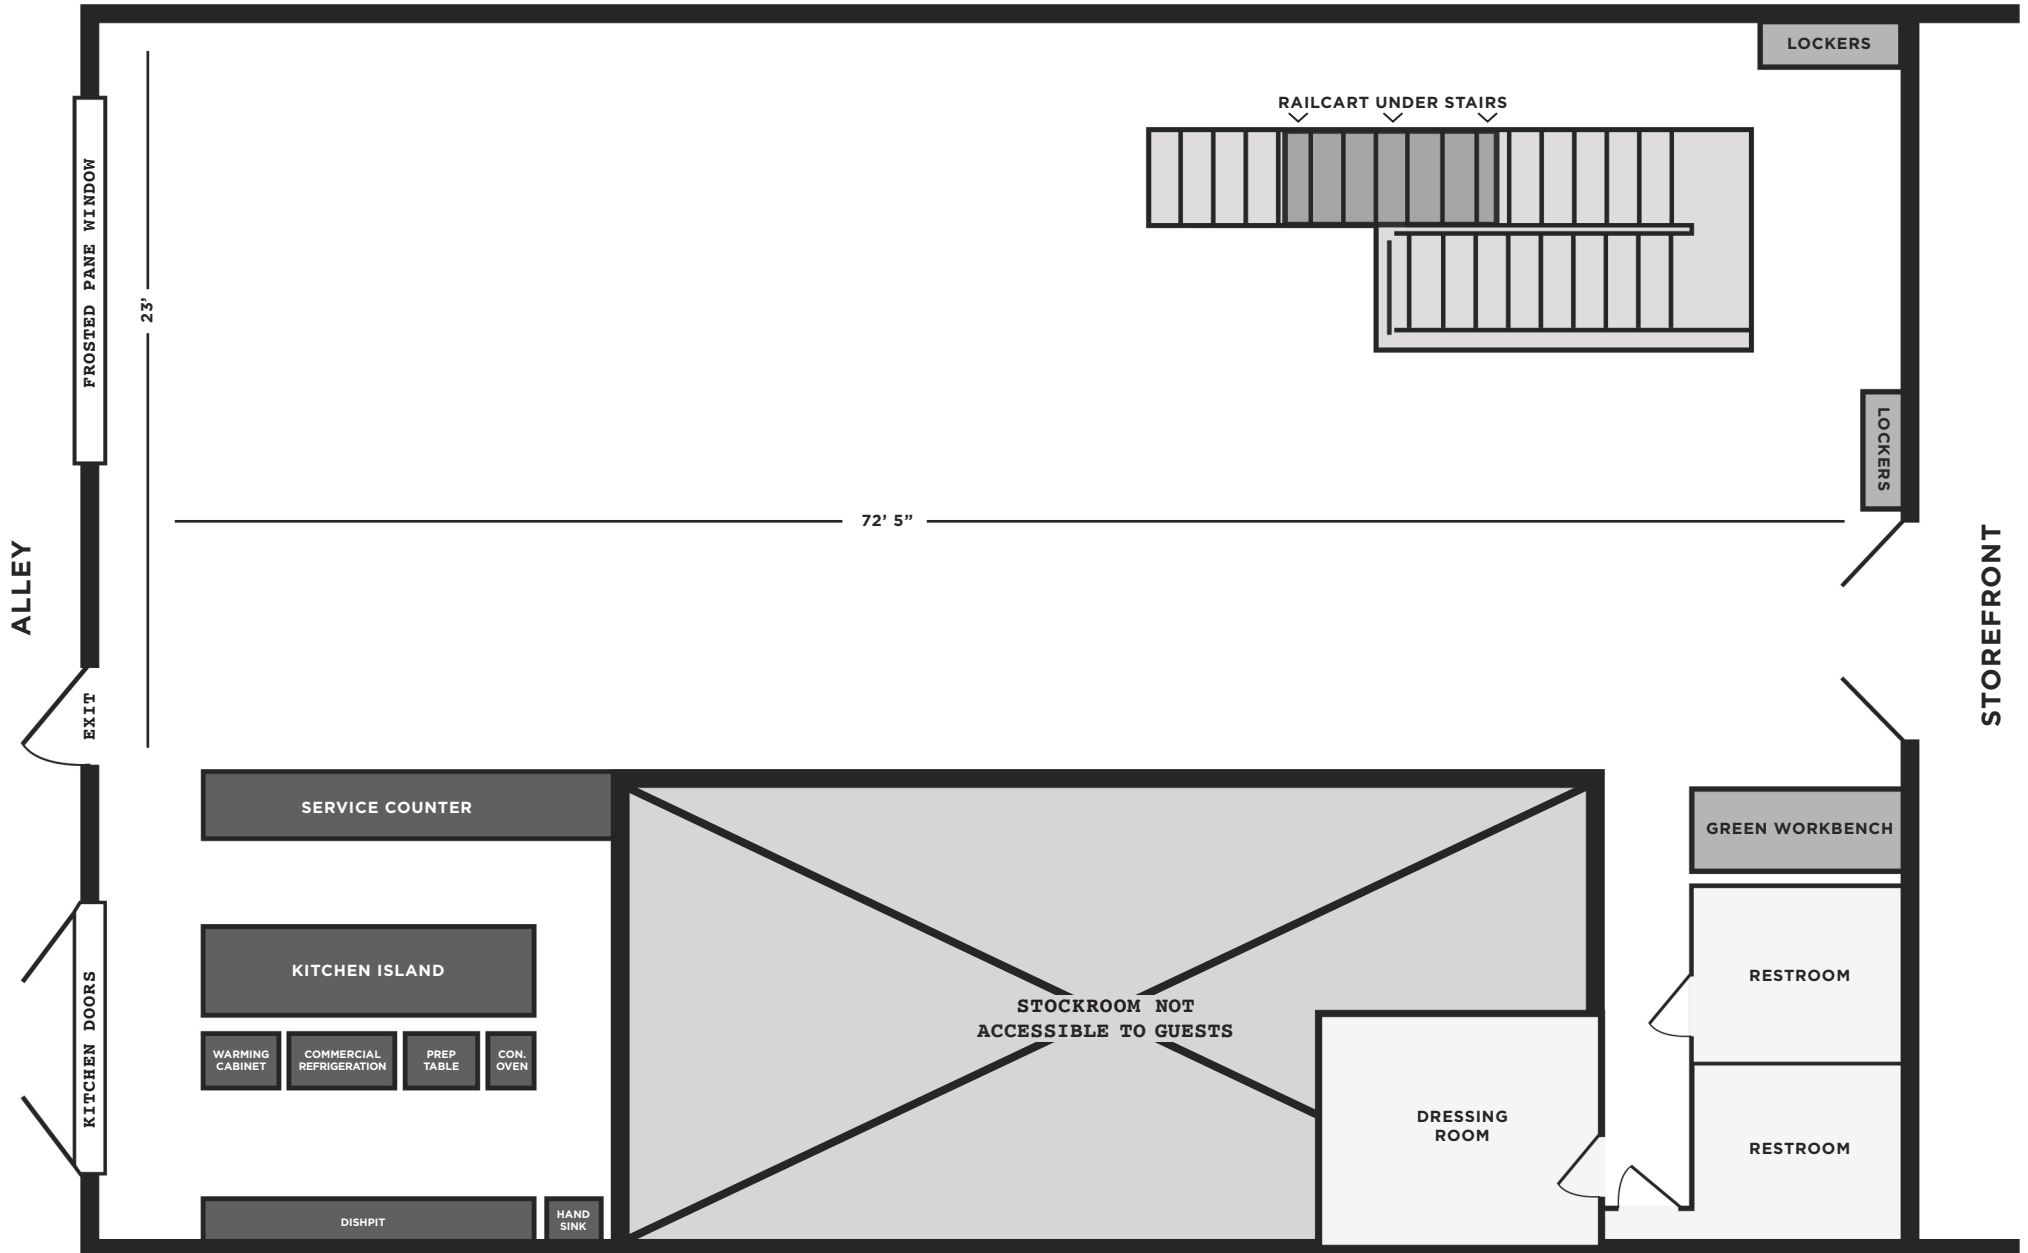 LOCKERS
RAILCART UNDER STAIRS
FROSTED PANE WINDOW
23’
LOCKERS
72’ 5”
ALLEY
STOREFRONT
EXIT
SERVICE COUNTER
GREEN WORKBENCH
KITCHEN ISLAND
RESTROOM
STOCKROOM NOT
ACCESSIBLE TO GUESTS
KITCHEN DOORS
WARMING
CABINET
COMMERCIAL
REFRIGERATION
PREP
TABLE
CON.
OVEN
DRESSING
ROOM
RESTROOM
DISHPIT
HAND
SINK